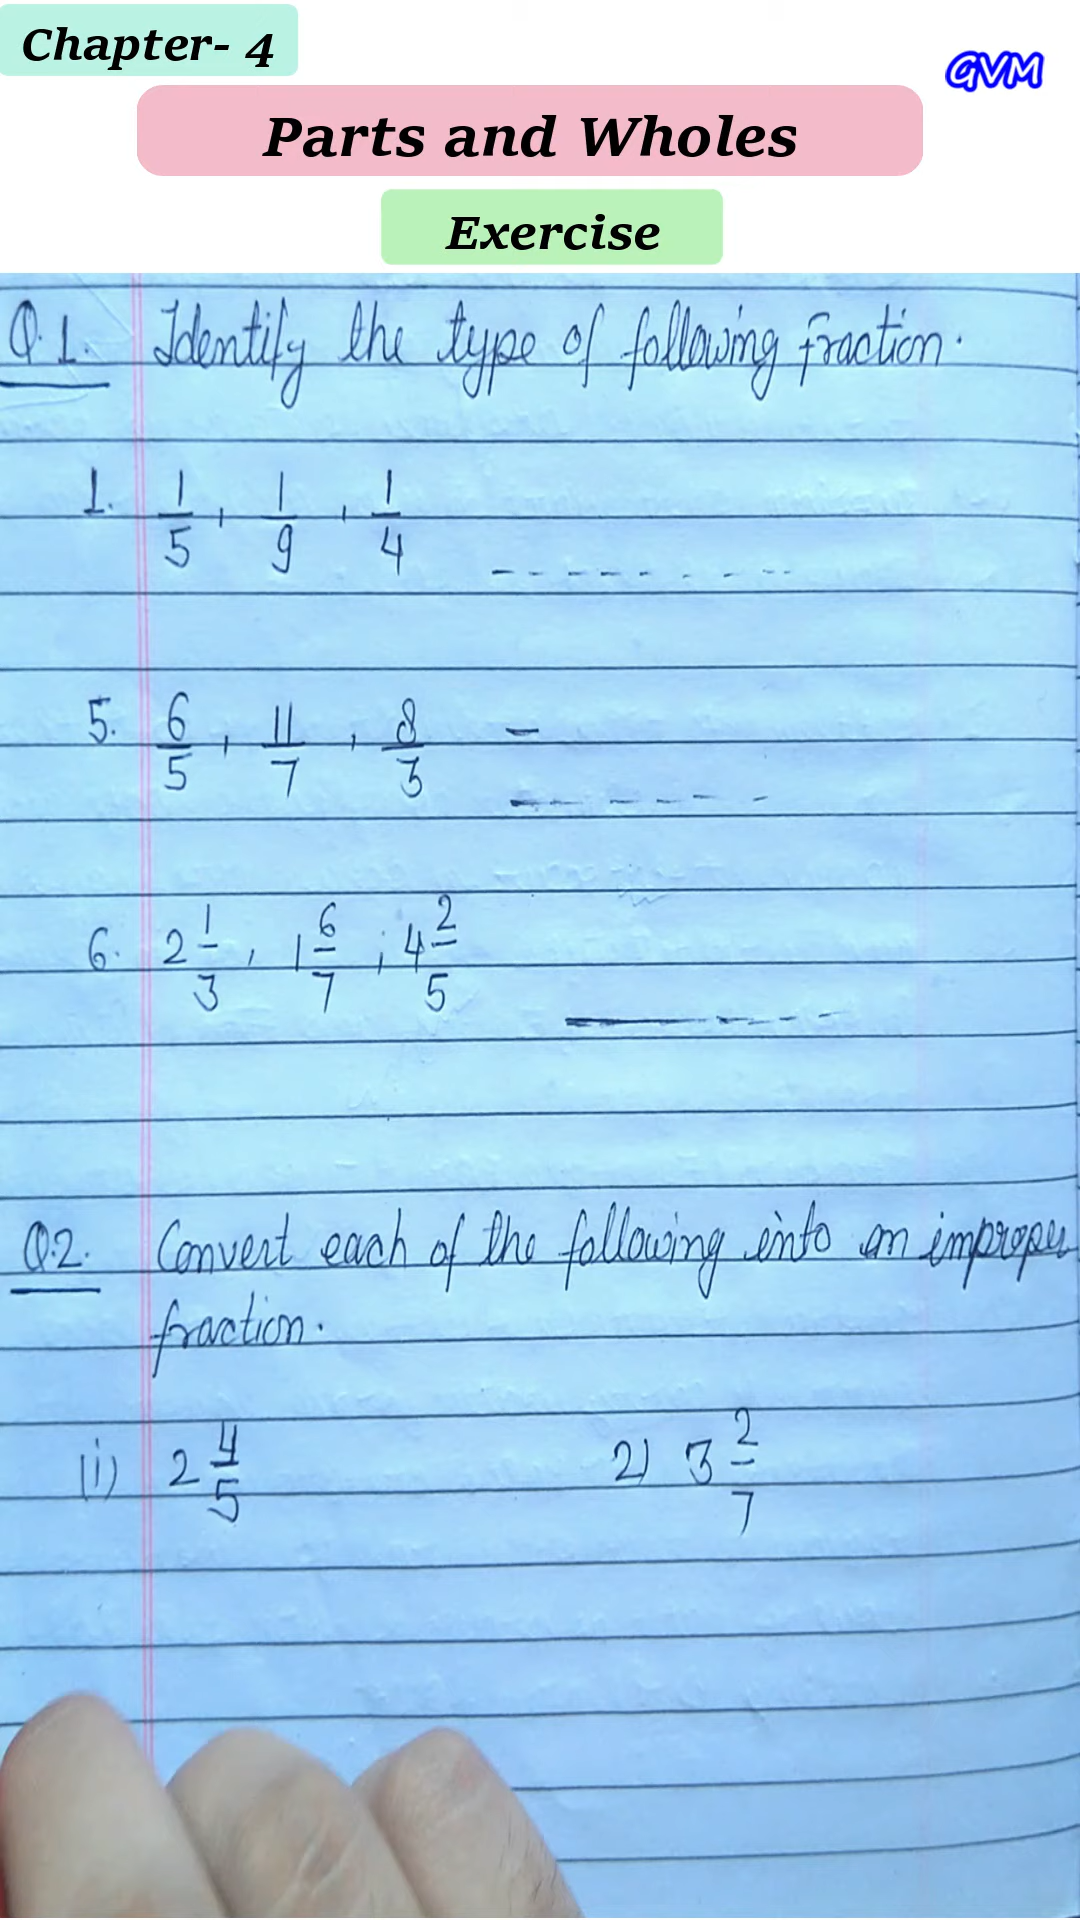 Chapter- 4
GVM
Parts and Wholes
Exercise
Q.1. Identify the type of following fraction.
1. 1/5 , 1/9 , 1/4 - - - - - - - -
5. 6/5 , 11/7 , 8/3 - - - - - -
6. 2 1/3 , 1 6/7 , 4 2/5 - - - - -
Q.2. Convert each of the following into an improper
fraction.
(i) 2 4/5 2) 3 2/7